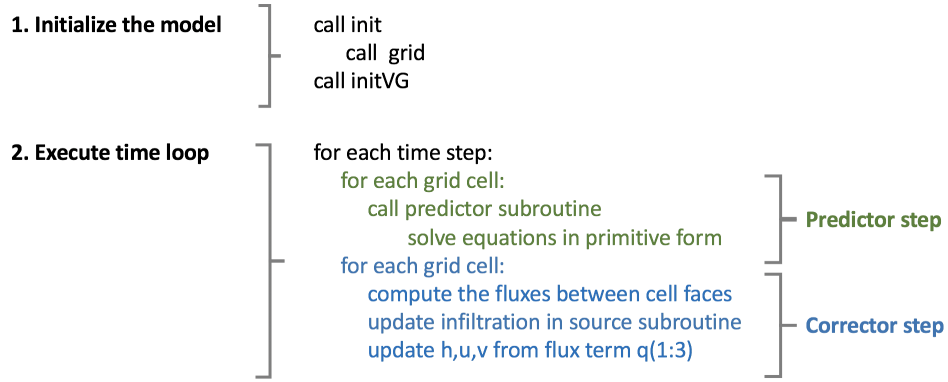 1. Initialize the model
call init
call grid
call initVG
2. Execute time loop
for each time step:
for each grid cell:
call predictor subroutine
solve equations in primitive form
Predictor step
for each grid cell:
compute the fluxes between cell faces
update infiltration in source subroutine
update h,u,v from flux term q(1:3)
Corrector step